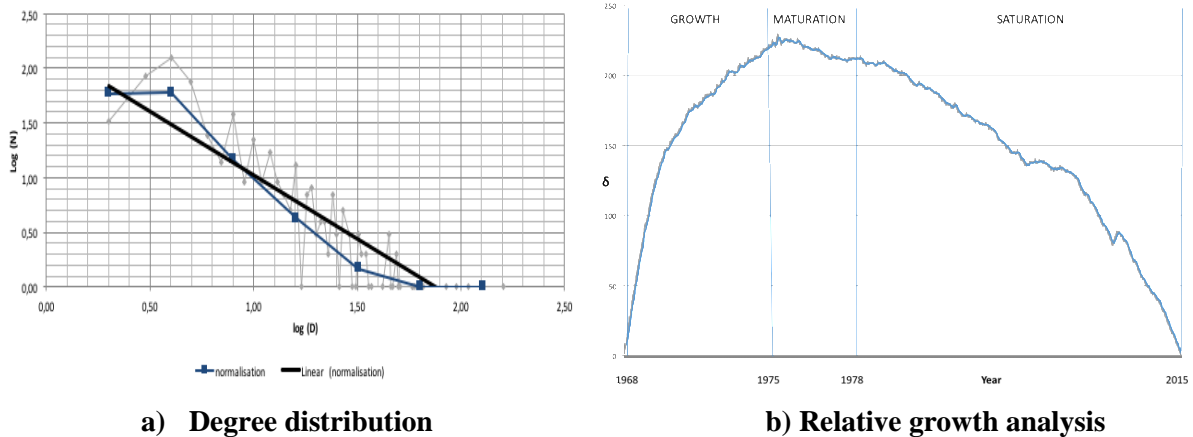 2,50
2,00
1,50
1,00
0,50
0,00
Log (N)
0,00 0,50 1,00 1,50 2,00 2,50
log (D)
normalisation Linear (normalisation)
a) Degree distribution
GROWTH MATURATION SATURATION
250
200
150
δ
100
50
0
1968 1975 1978 Year 2015
b) Relative growth analysis